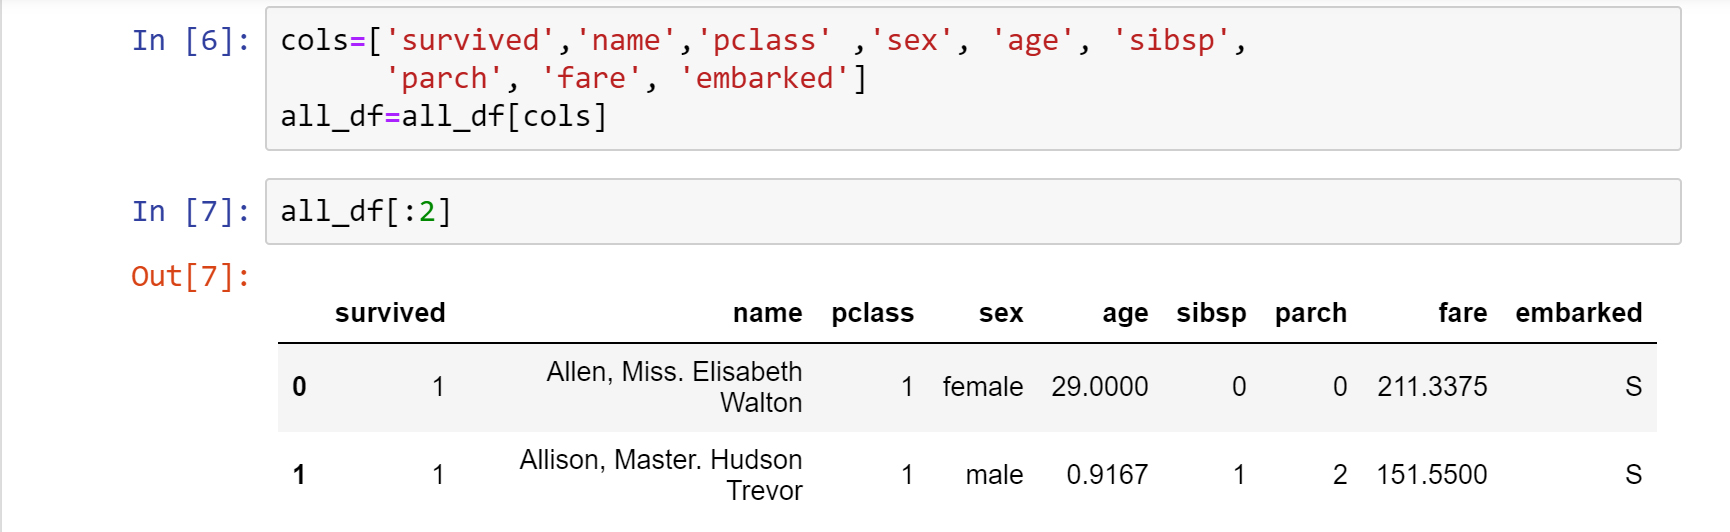 In [6]: cols=['survived','name','pclass' ,'sex', 'age', 'sibsp',
'parch', 'fare', 'embarked']
all_df=all_df[cols]
In [7]: all_df[:2]
Out[7]:
survived name pclass sex age sibsp parch fare embarked
0 1 Allen, Miss. Elisabeth Walton 1 female 29.0000 0 0 211.3375 S
1 1 Allison, Master. Hudson Trevor 1 male 0.9167 1 2 151.5500 S